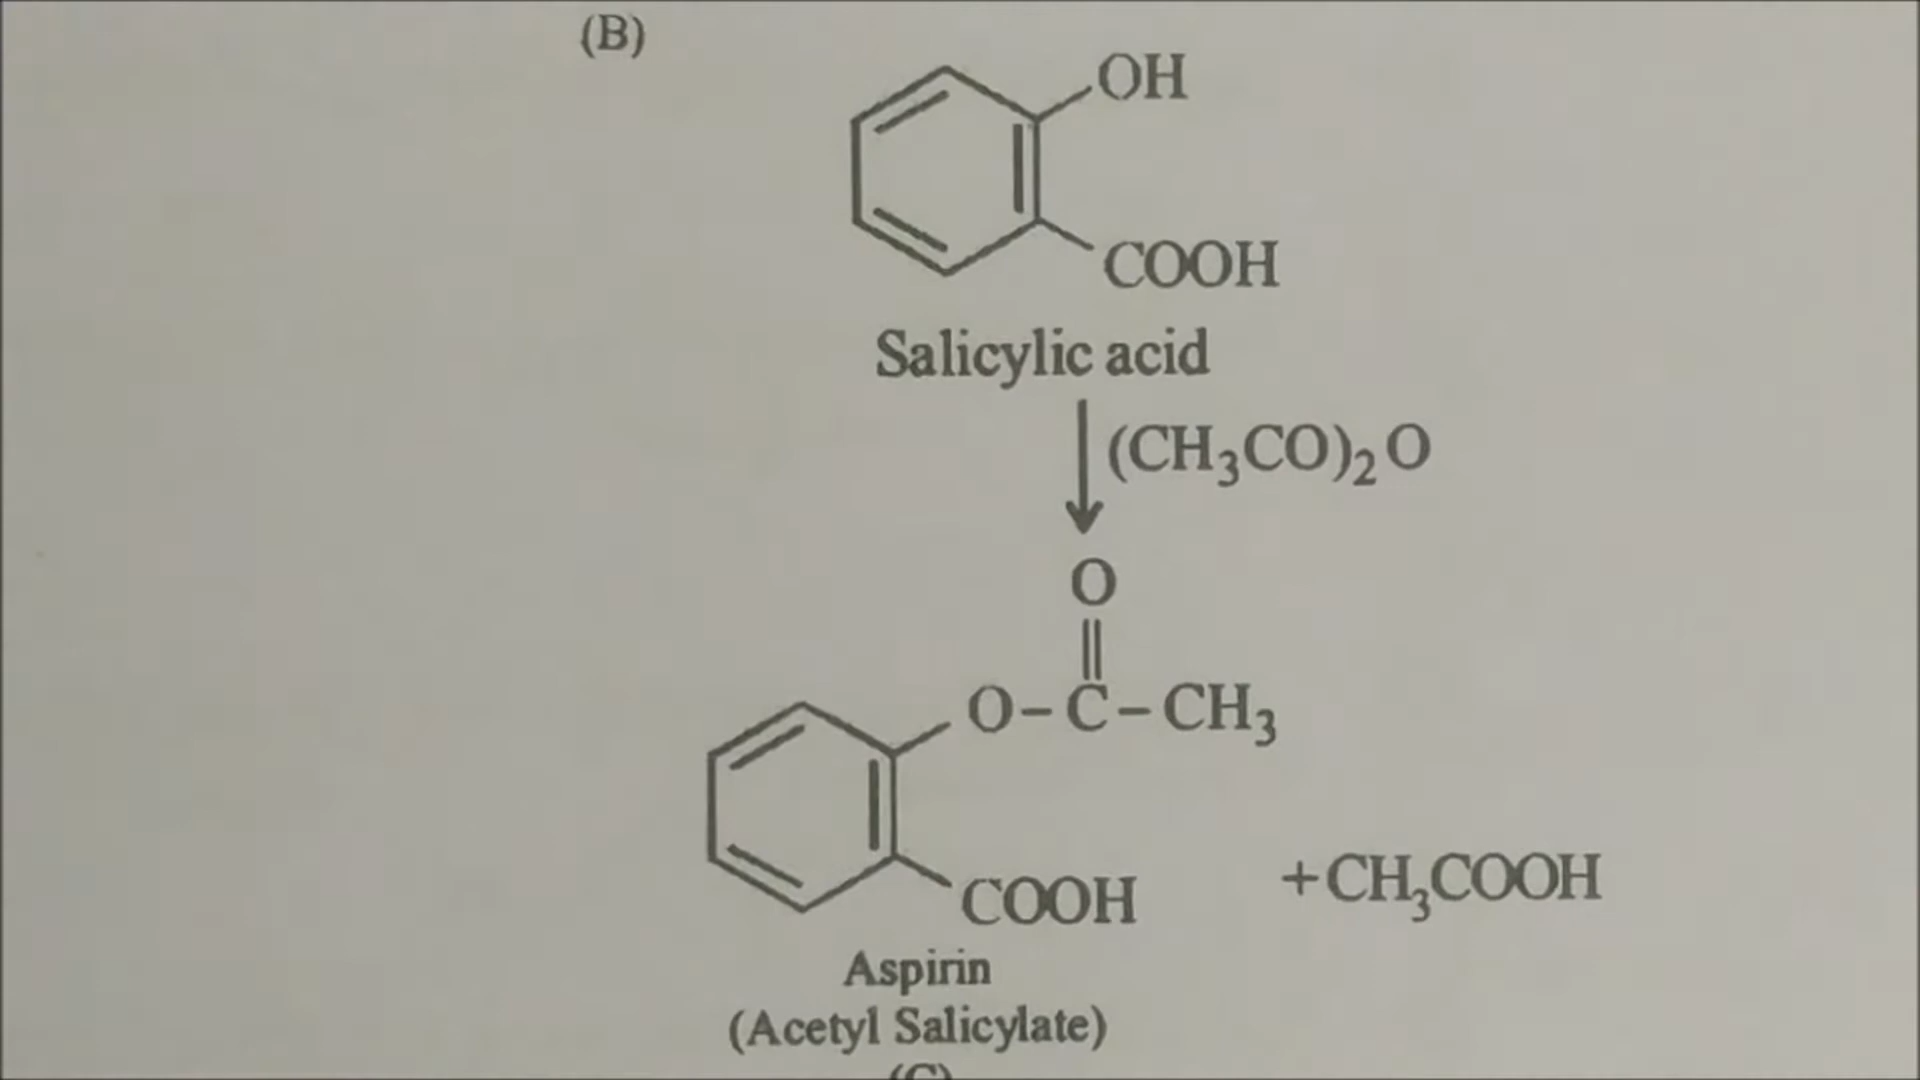 (B)
OH
COOH
Salicylic acid
(CH₃CO)₂O
O
O–C–CH₃
COOH
+CH₃COOH
Aspirin
(Acetyl Salicylate)
(C)